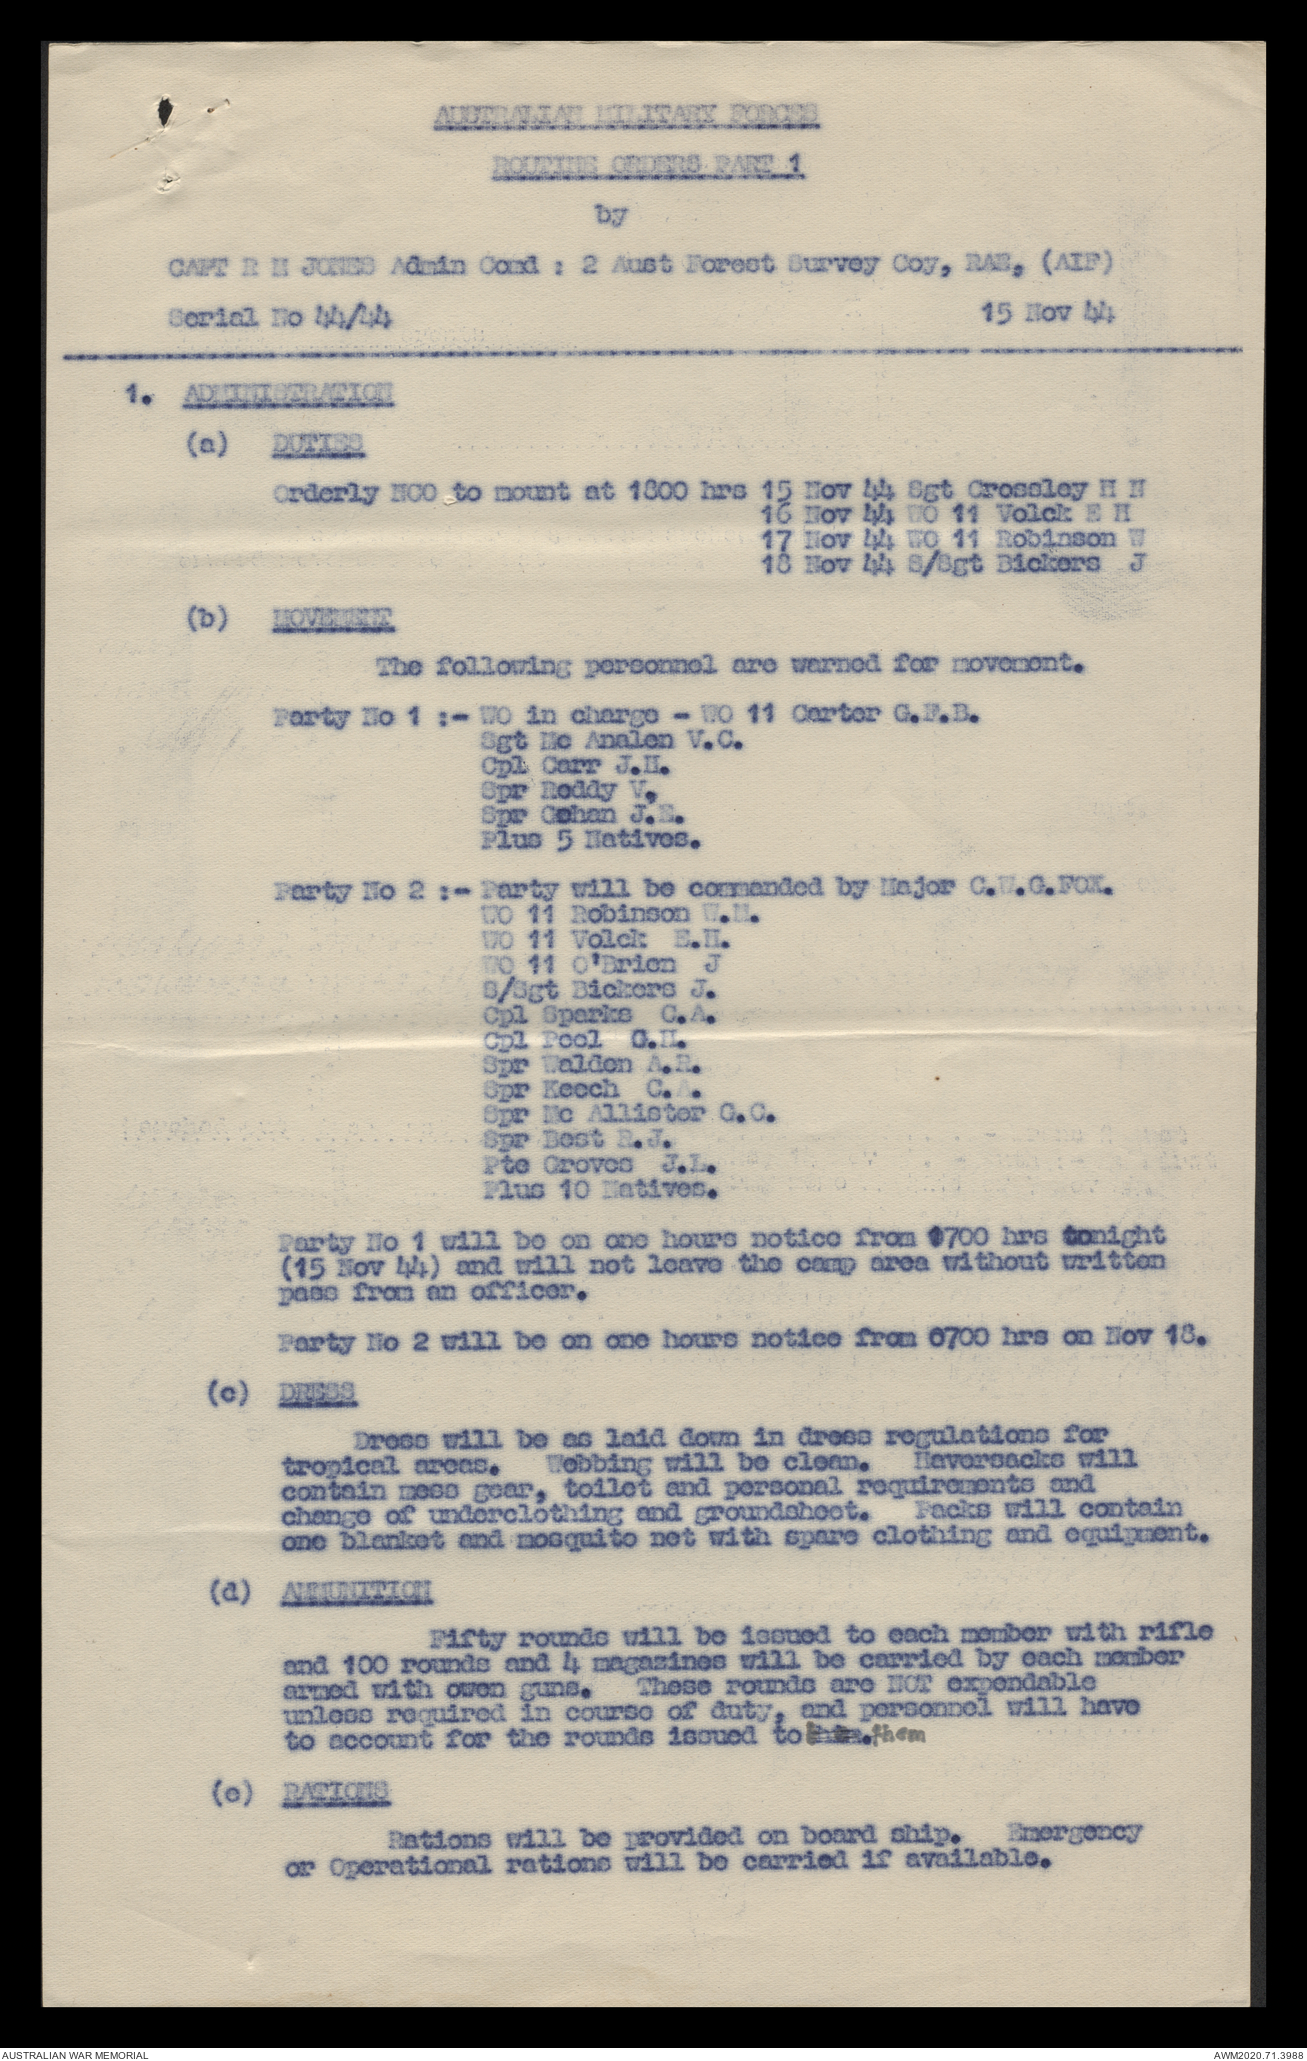 AUSTRALIAN MILITARY FORCES
ROUTINE ORDERS PART 1
by
CAPT R H JONES Admin Comd : 2 Aust Forest Survey Coy, RAE, (AIF)
Serial No 44/44 15 Nov 44
1. ADMINISTRATION
(a) DUTIES
Orderly NCO to mount at 1800 hrs 15 Nov 44 Sgt Crossley H N
16 Nov 44 WO 11 Volck E H
17 Nov 44 WO 11 Robinson W
18 Nov 44 S/Sgt Bickers J
(b) MOVEMENT
The following personnel are warned for movement.
Party No 1 :- WO in charge - WO 11 Carter G.F.B.
Sgt Mc Analen V.C.
Cpl Carr J.H.
Spr Reddy V,
Spr Cohan J.E.
Plus 5 Natives.
Party No 2 :- Party will be commanded by Major C.W.G.FOX.
WO 11 Robinson W.M.
WO 11 Volck E.H.
WO 11 O'Brien J
S/Sgt Bickers J.
Cpl Sparks C.A.
Cpl Pool G.H.
Spr Walden A.R.
Spr Keech C.A.
Spr Mc Allister G.C.
Spr Best R.J.
Pte Groves J.L.
Plus 10 Natives.
Party No 1 will be on one hours notice from 0700 hrs tonight
(15 Nov 44) and will not leave the camp area without written
pass from an officer.
Party No 2 will be on one hours notice from 0700 hrs on Nov 18.
(c) DRESS
Dress will be as laid down in dress regulations for
tropical areas. Webbing will be clean. Haversacks will
contain mess gear, toilet and personal requirements and
change of underclothing and groundsheet. Packs will contain
one blanket and mosquito net with spare clothing and equipment.
(d) AMMUNITION
Fifty rounds will be issued to each member with rifle
and 100 rounds and 4 magazines will be carried by each member
armed with owen guns. These rounds are NOT expendable
unless required in course of duty, and personnel will have
to account for the rounds issued to them
(e) RATIONS
Rations will be provided on board ship. Emergency
or Operational rations will be carried if available.
AUSTRALIAN WAR MEMORIAL AWM2020.71.3988